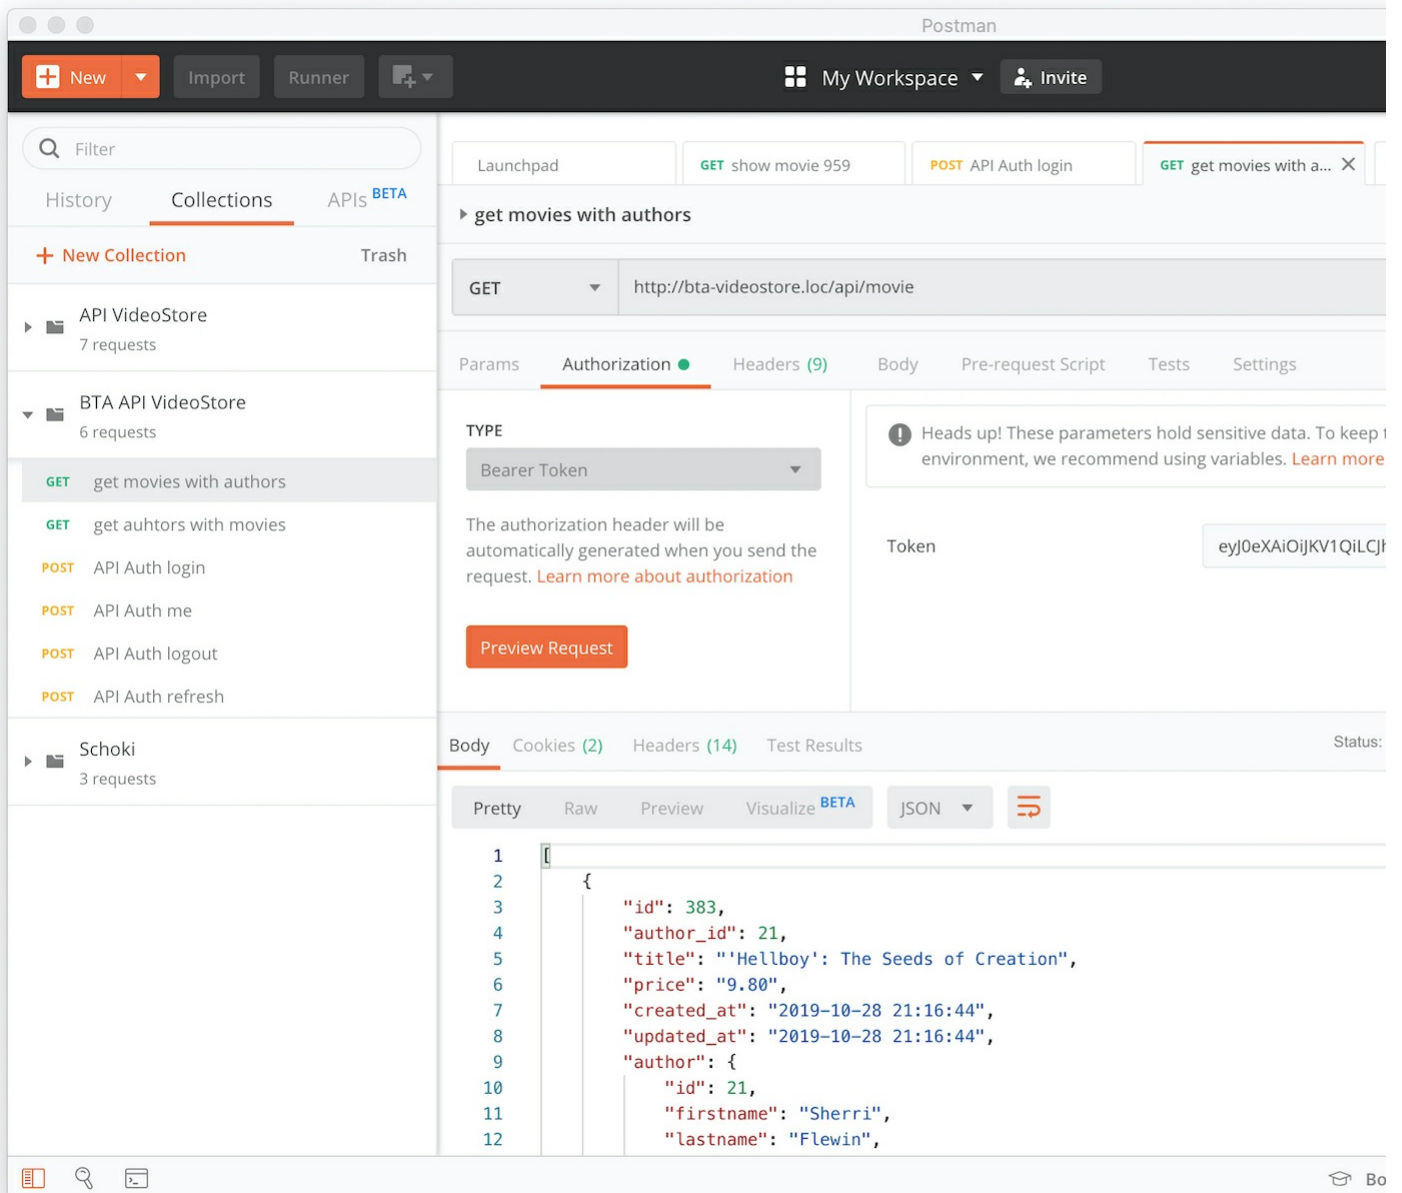 Postman
New
Import
Runner
My Workspace
Invite
Filter
History
Collections
APIs BETA
+ New Collection
Trash
API VideoStore
7 requests
BTA API VideoStore
6 requests
GET get movies with authors
GET get auhtors with movies
POST API Auth login
POST API Auth me
POST API Auth logout
POST API Auth refresh
Schoki
3 requests
Launchpad
GET show movie 959
POST API Auth login
GET get movies with a...
get movies with authors
GET
http://bta-videostore.loc/api/movie
Params
Authorization
Headers (9)
Body
Pre-request Script
Tests
Settings
TYPE
Bearer Token
The authorization header will be
automatically generated when you send the
request. Learn more about authorization
Preview Request
Heads up! These parameters hold sensitive data. To keep
environment, we recommend using variables. Learn more
Token
eyJ0eXAiOiJKV1QiLCJh
Body
Cookies (2)
Headers (14)
Test Results
Status:
Pretty
Raw
Preview
Visualize BETA
JSON
1 [
2 {
3 "id": 383,
4 "author_id": 21,
5 "title": "'Hellboy': The Seeds of Creation",
6 "price": "9.80",
7 "created_at": "2019-10-28 21:16:44",
8 "updated_at": "2019-10-28 21:16:44",
9 "author": {
10 "id": 21,
11 "firstname": "Sherri",
12 "lastname": "Flewin",
Bo